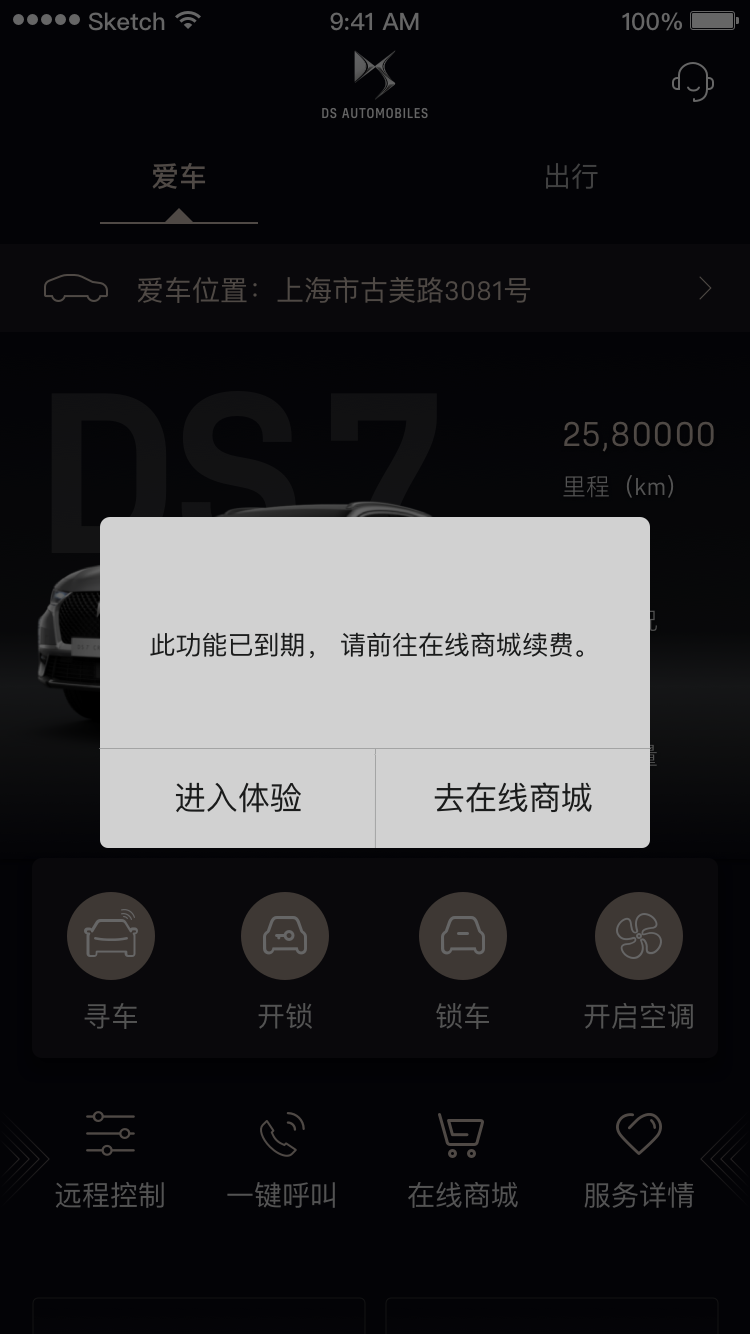 Sketch 9:41 AM 100%
DS AUTOMOBILES
爱车 出行
爱车位置：上海市古美路3081号
DS 7
25,80000
里程（km）
此功能已到期， 请前往在线商城续费。
进入体验 去在线商城
寻车 开锁 锁车 开启空调
远程控制 一键呼叫 在线商城 服务详情